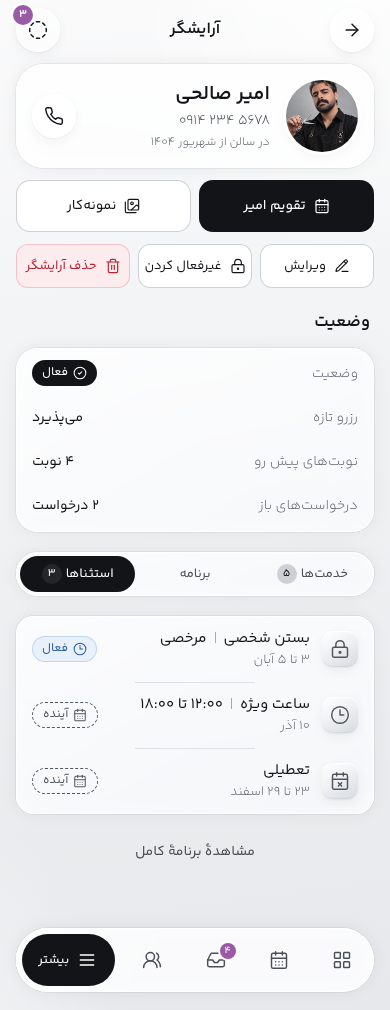 آرایشگر
۳
امیر صالحی
۰۹۱۴ ۲۳۴ ۵۶۷۸
در سالن از شهریور ۱۴۰۴
تقویم امیر
نمونه‌کار
ویرایش
غیرفعال کردن
حذف آرایشگر
وضعیت
وضعیت فعال
رزرو تازه می‌پذیرد
نوبت‌های پیش رو ۴ نوبت
درخواست‌های باز ۲ درخواست
خدمت‌ها ۵
برنامه
استثناها ۳
بستن شخصی | مرخصی فعال
۳ تا ۵ آبان
ساعت ویژه | ۱۲:۰۰ تا ۱۸:۰۰ آینده
۱۰ آذر
تعطیلی آینده
۲۳ تا ۲۹ اسفند
مشاهدهٔ برنامهٔ کامل
۴
بیشتر